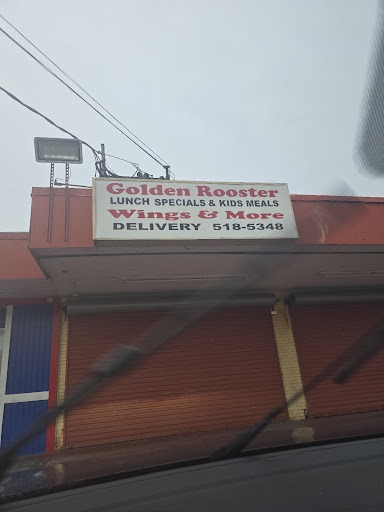 Golden Rooster
LUNCH SPECIALS & KIDS MEALS
Wings & More
DELIVERY 518-5348